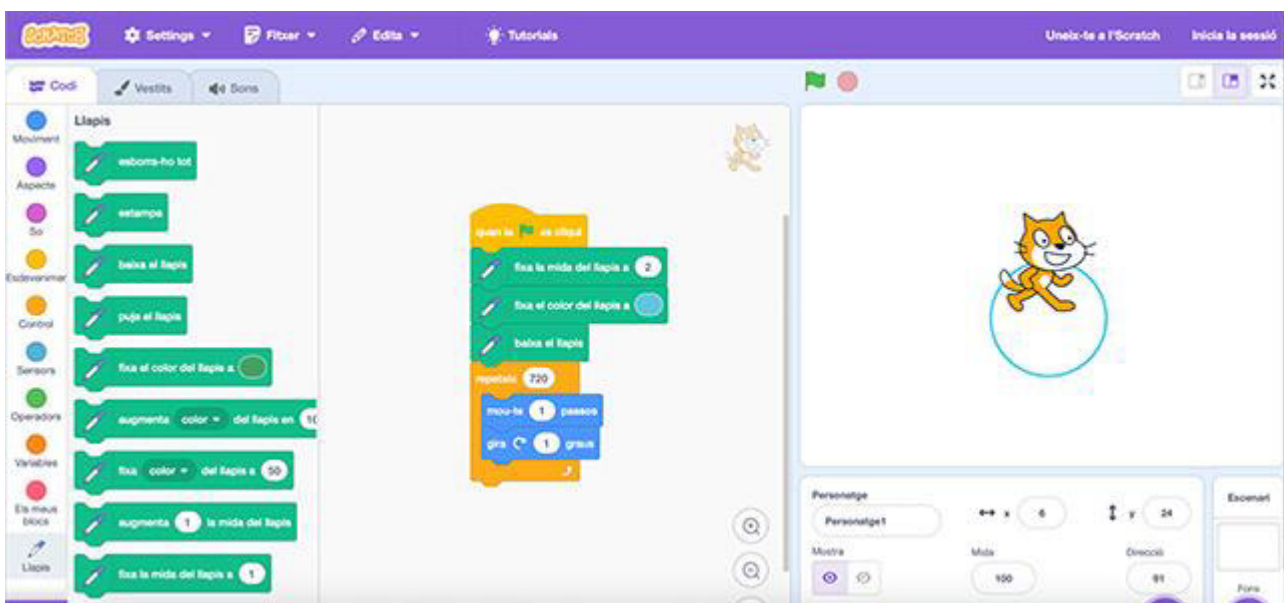 SCRATCH
Settings
Fitxer
Edita
Tutorials
Uneix-te a l'Scratch
Inicia la sessió
Codi
Vestits
Sons
Moviment
Aspecte
So
Esdeveniment
Control
Sensors
Operadors
Variables
Els meus
blocs
Llapis
Llapis
esborra-ho tot
estampa
baixa el llapis
puja el llapis
fixa el color del llapis a
augmenta color del llapis en 10
fixa color del llapis a 50
augmenta 1 la mida del llapis
fixa la mida del llapis a 1
quan la es cliqui
fixa la mida del llapis a 2
fixa el color del llapis a
baixa el llapis
repeteix 720
mou-te 1 passos
gira 1 graus
Personatge
Personatge1
x 6
y 24
Mostra
Mida
100
Direcció
91
Escenari
Fons